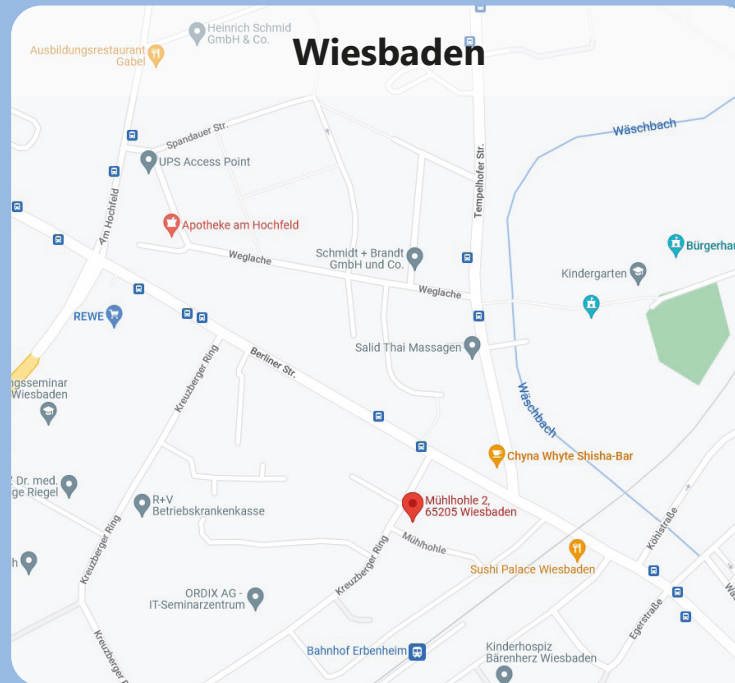 Heinrich Schmid
GmbH & Co.
Wiesbaden
Ausbildungsrestaurant
Gabel
Wäschbach
Spandauer Str.
UPS Access Point
Tempelhofer Str.
Am Hochfeld
Apotheke am Hochfeld
Weglache
Schmidt + Brandt
GmbH und Co.
Bürgerhau
Kindergarten
Weglache
REWE
Berliner Str.
Salid Thai Massagen
Kreuzberger Ring
ngsseminar
Wiesbaden
Wäschbach
Chyna Whyte Shisha-Bar
Dr. med.
ge Riegel
R+V
Betriebskrankenkasse
Mühlhohle 2,
65205 Wiesbaden
Köhlstraße
Mühlhohle
Kreuzberger Ring
Kreuzberger Ring
Sushi Palace Wiesbaden
h
ORDIX AG -
IT-Seminarzentrum
Egerstraße
Kreuzberger R
Bahnhof Erbenheim
Kinderhospiz
Bärenherz Wiesbaden